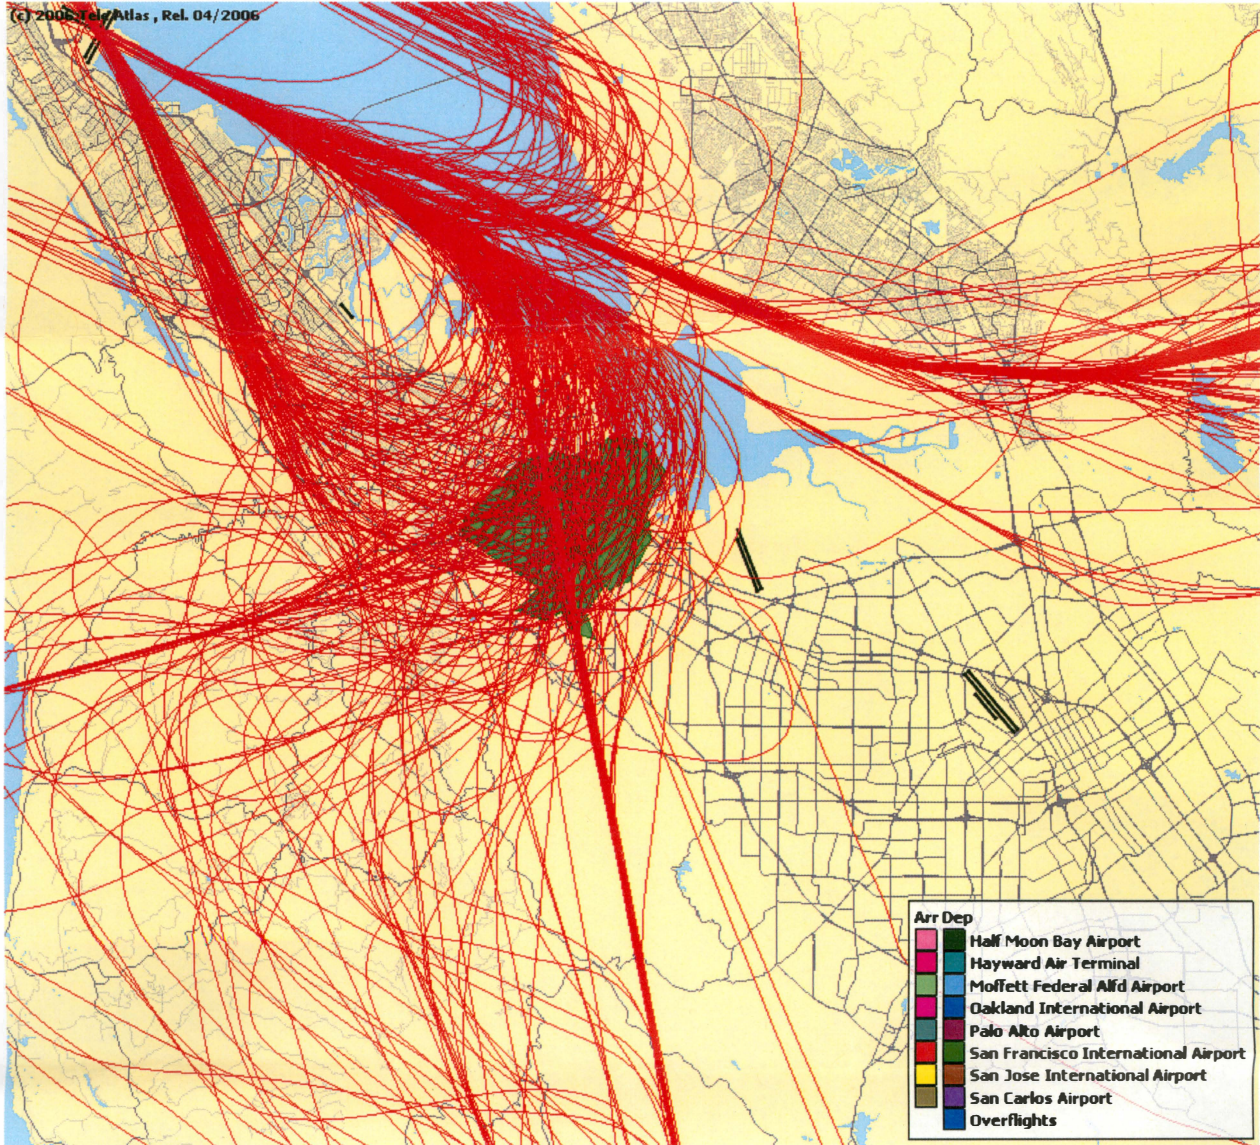 (c) 2006 Tele Atlas , Rel. 04/2006
Arr Dep
Half Moon Bay Airport
Hayward Air Terminal
Moffett Federal Alfd Airport
Oakland International Airport
Palo Alto Airport
San Francisco International Airport
San Jose International Airport
San Carlos Airport
Overflights